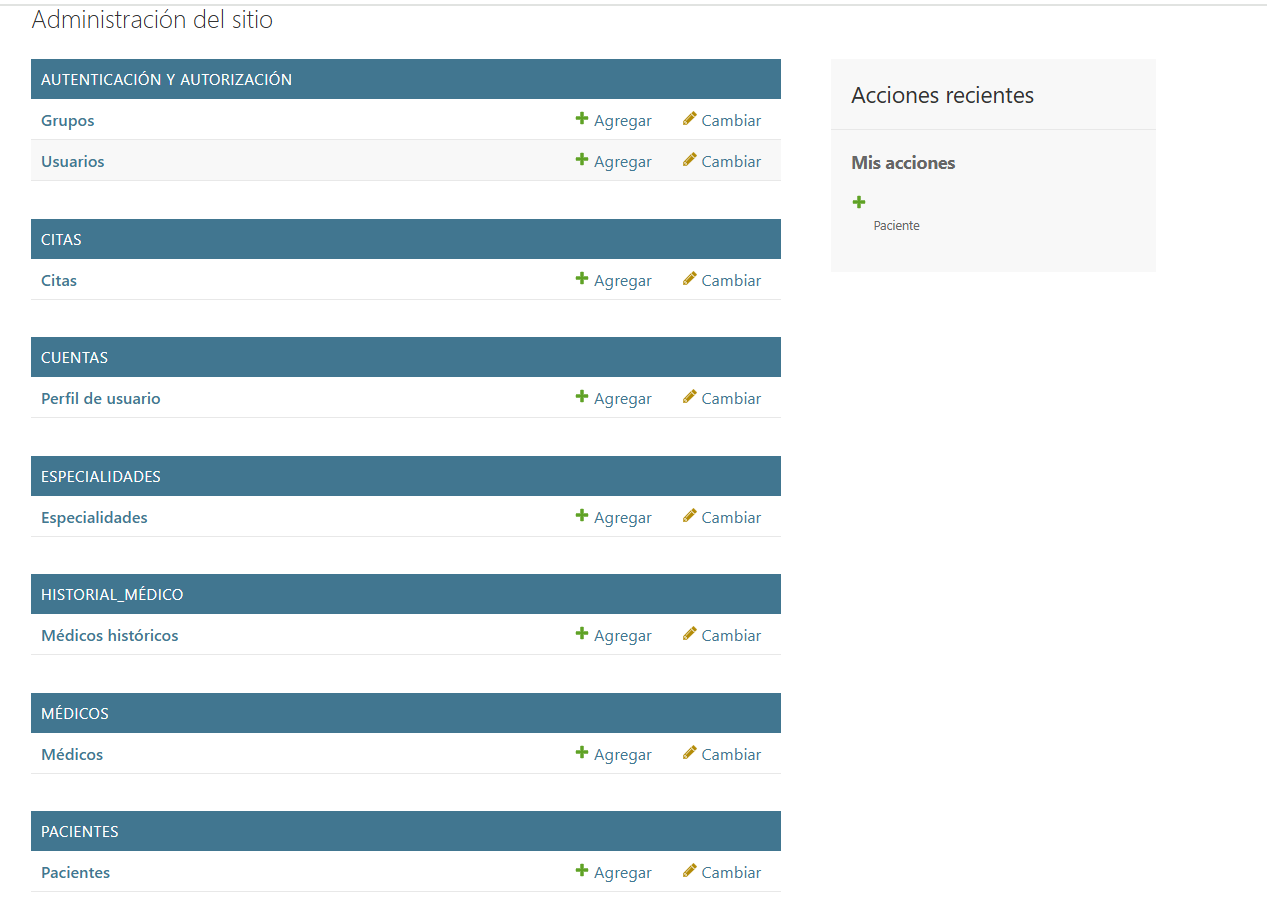 Administración del sitio
AUTENTICACIÓN Y AUTORIZACIÓN
Grupos Agregar Cambiar
Usuarios Agregar Cambiar
CITAS
Citas Agregar Cambiar
CUENTAS
Perfil de usuario Agregar Cambiar
ESPECIALIDADES
Especialidades Agregar Cambiar
HISTORIAL_MÉDICO
Médicos históricos Agregar Cambiar
MÉDICOS
Médicos Agregar Cambiar
PACIENTES
Pacientes Agregar Cambiar
Acciones recientes
Mis acciones
Paciente